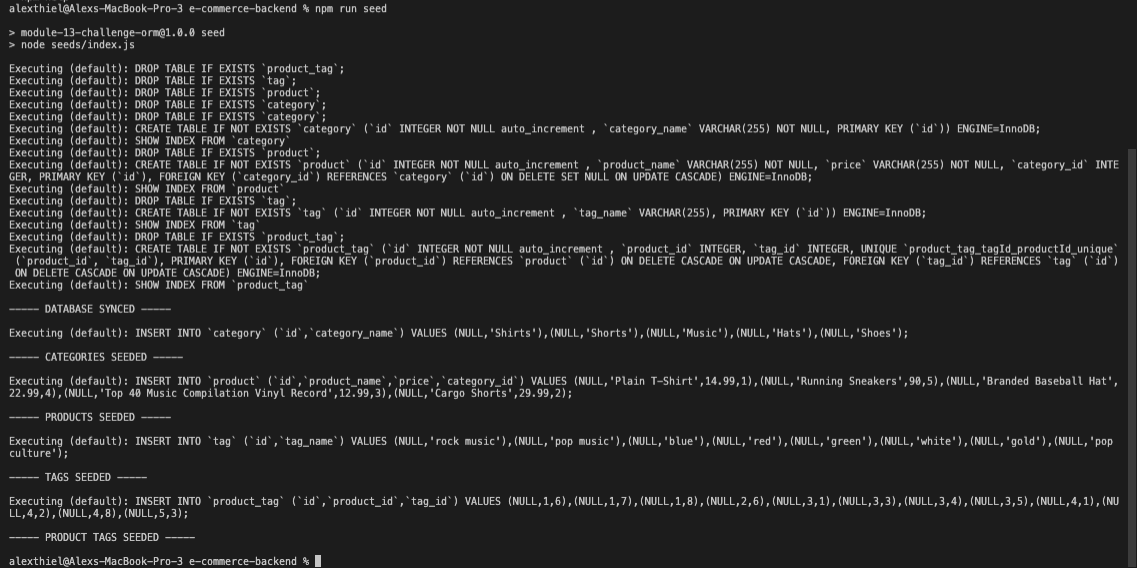 alexthiel@Alexs-MacBook-Pro-3 e-commerce-backend % npm run seed
> module-13-challenge-orm@1.0.0 seed
> node seeds/index.js
Executing (default): DROP TABLE IF EXISTS `product_tag`;
Executing (default): DROP TABLE IF EXISTS `tag`;
Executing (default): DROP TABLE IF EXISTS `product`;
Executing (default): DROP TABLE IF EXISTS `category`;
Executing (default): DROP TABLE IF EXISTS `category`;
Executing (default): CREATE TABLE IF NOT EXISTS `category` (`id` INTEGER NOT NULL auto_increment , `category_name` VARCHAR(255) NOT NULL, PRIMARY KEY (`id`)) ENGINE=InnoDB;
Executing (default): SHOW INDEX FROM `category`
Executing (default): DROP TABLE IF EXISTS `product`;
Executing (default): CREATE TABLE IF NOT EXISTS `product` (`id` INTEGER NOT NULL auto_increment , `product_name` VARCHAR(255) NOT NULL, `price` VARCHAR(255) NOT NULL, `category_id` INTE
GER, PRIMARY KEY (`id`), FOREIGN KEY (`category_id`) REFERENCES `category` (`id`) ON DELETE SET NULL ON UPDATE CASCADE) ENGINE=InnoDB;
Executing (default): SHOW INDEX FROM `product`
Executing (default): DROP TABLE IF EXISTS `tag`;
Executing (default): CREATE TABLE IF NOT EXISTS `tag` (`id` INTEGER NOT NULL auto_increment , `tag_name` VARCHAR(255), PRIMARY KEY (`id`)) ENGINE=InnoDB;
Executing (default): SHOW INDEX FROM `tag`
Executing (default): DROP TABLE IF EXISTS `product_tag`;
Executing (default): CREATE TABLE IF NOT EXISTS `product_tag` (`id` INTEGER NOT NULL auto_increment , `product_id` INTEGER, `tag_id` INTEGER, UNIQUE `product_tag_tagId_productId_unique`
(`product_id`, `tag_id`), PRIMARY KEY (`id`), FOREIGN KEY (`product_id`) REFERENCES `product` (`id`) ON DELETE CASCADE ON UPDATE CASCADE, FOREIGN KEY (`tag_id`) REFERENCES `tag` (`id`)
ON DELETE CASCADE ON UPDATE CASCADE) ENGINE=InnoDB;
Executing (default): SHOW INDEX FROM `product_tag`
----- DATABASE SYNCED -----
Executing (default): INSERT INTO `category` (`id`,`category_name`) VALUES (NULL,'Shirts'),(NULL,'Shorts'),(NULL,'Music'),(NULL,'Hats'),(NULL,'Shoes');
----- CATEGORIES SEEDED -----
Executing (default): INSERT INTO `product` (`id`,`product_name`,`price`,`category_id`) VALUES (NULL,'Plain T-Shirt',14.99,1),(NULL,'Running Sneakers',90,5),(NULL,'Branded Baseball Hat',
22.99,4),(NULL,'Top 40 Music Compilation Vinyl Record',12.99,3),(NULL,'Cargo Shorts',29.99,2);
----- PRODUCTS SEEDED -----
Executing (default): INSERT INTO `tag` (`id`,`tag_name`) VALUES (NULL,'rock music'),(NULL,'pop music'),(NULL,'blue'),(NULL,'red'),(NULL,'green'),(NULL,'white'),(NULL,'gold'),(NULL,'pop
culture');
----- TAGS SEEDED -----
Executing (default): INSERT INTO `product_tag` (`id`,`product_id`,`tag_id`) VALUES (NULL,1,6),(NULL,1,7),(NULL,1,8),(NULL,2,6),(NULL,3,1),(NULL,3,3),(NULL,3,4),(NULL,3,5),(NULL,4,1),(NU
LL,4,2),(NULL,4,8),(NULL,5,3);
----- PRODUCT TAGS SEEDED -----
alexthiel@Alexs-MacBook-Pro-3 e-commerce-backend %